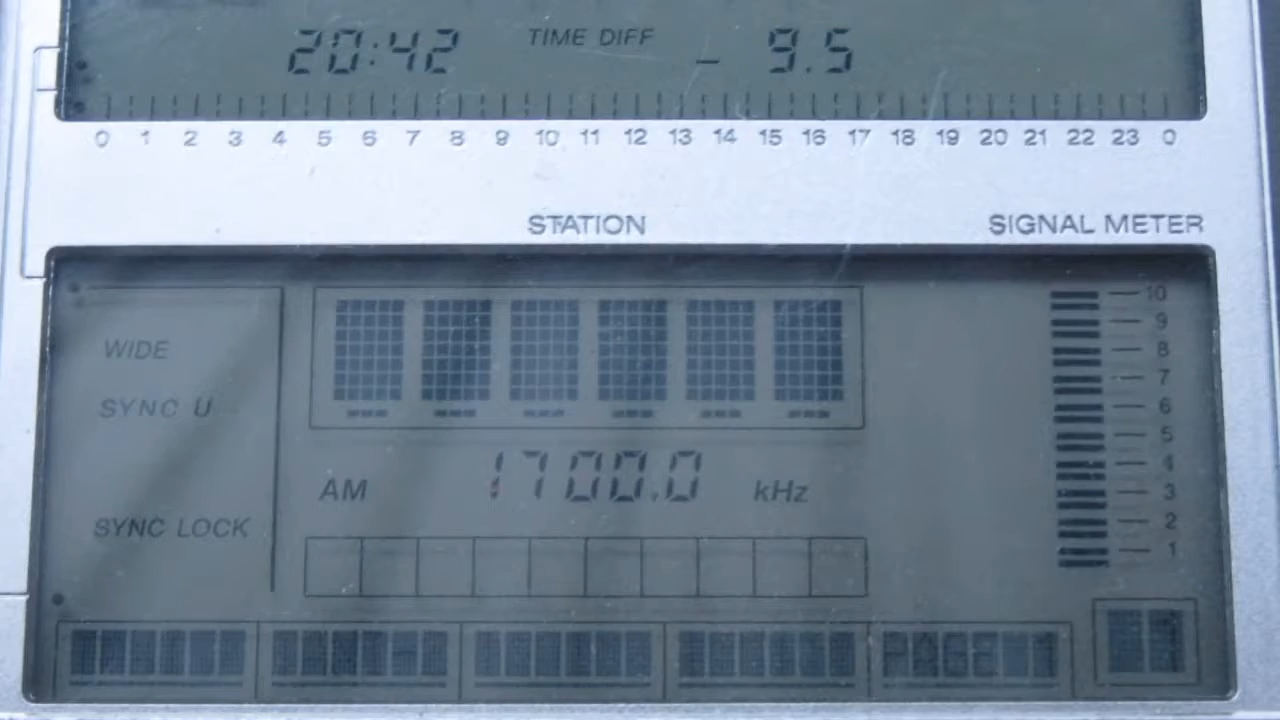 20:42 TIME DIFF - 9.5
0 1 2 3 4 5 6 7 8 9 10 11 12 13 14 15 16 17 18 19 20 21 22 23 0
STATION SIGNAL METER
10
9
WIDE 8
7
SYNC U 6
5
4
AM 1700.0 kHz 3
SYNC LOCK 2
1
PAGE